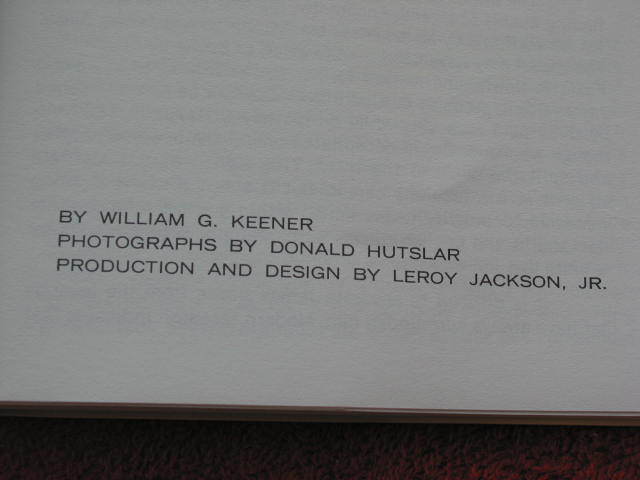 BY WILLIAM G. KEENER
PHOTOGRAPHS BY DONALD HUTSLAR
PRODUCTION AND DESIGN BY LEROY JACKSON, JR.